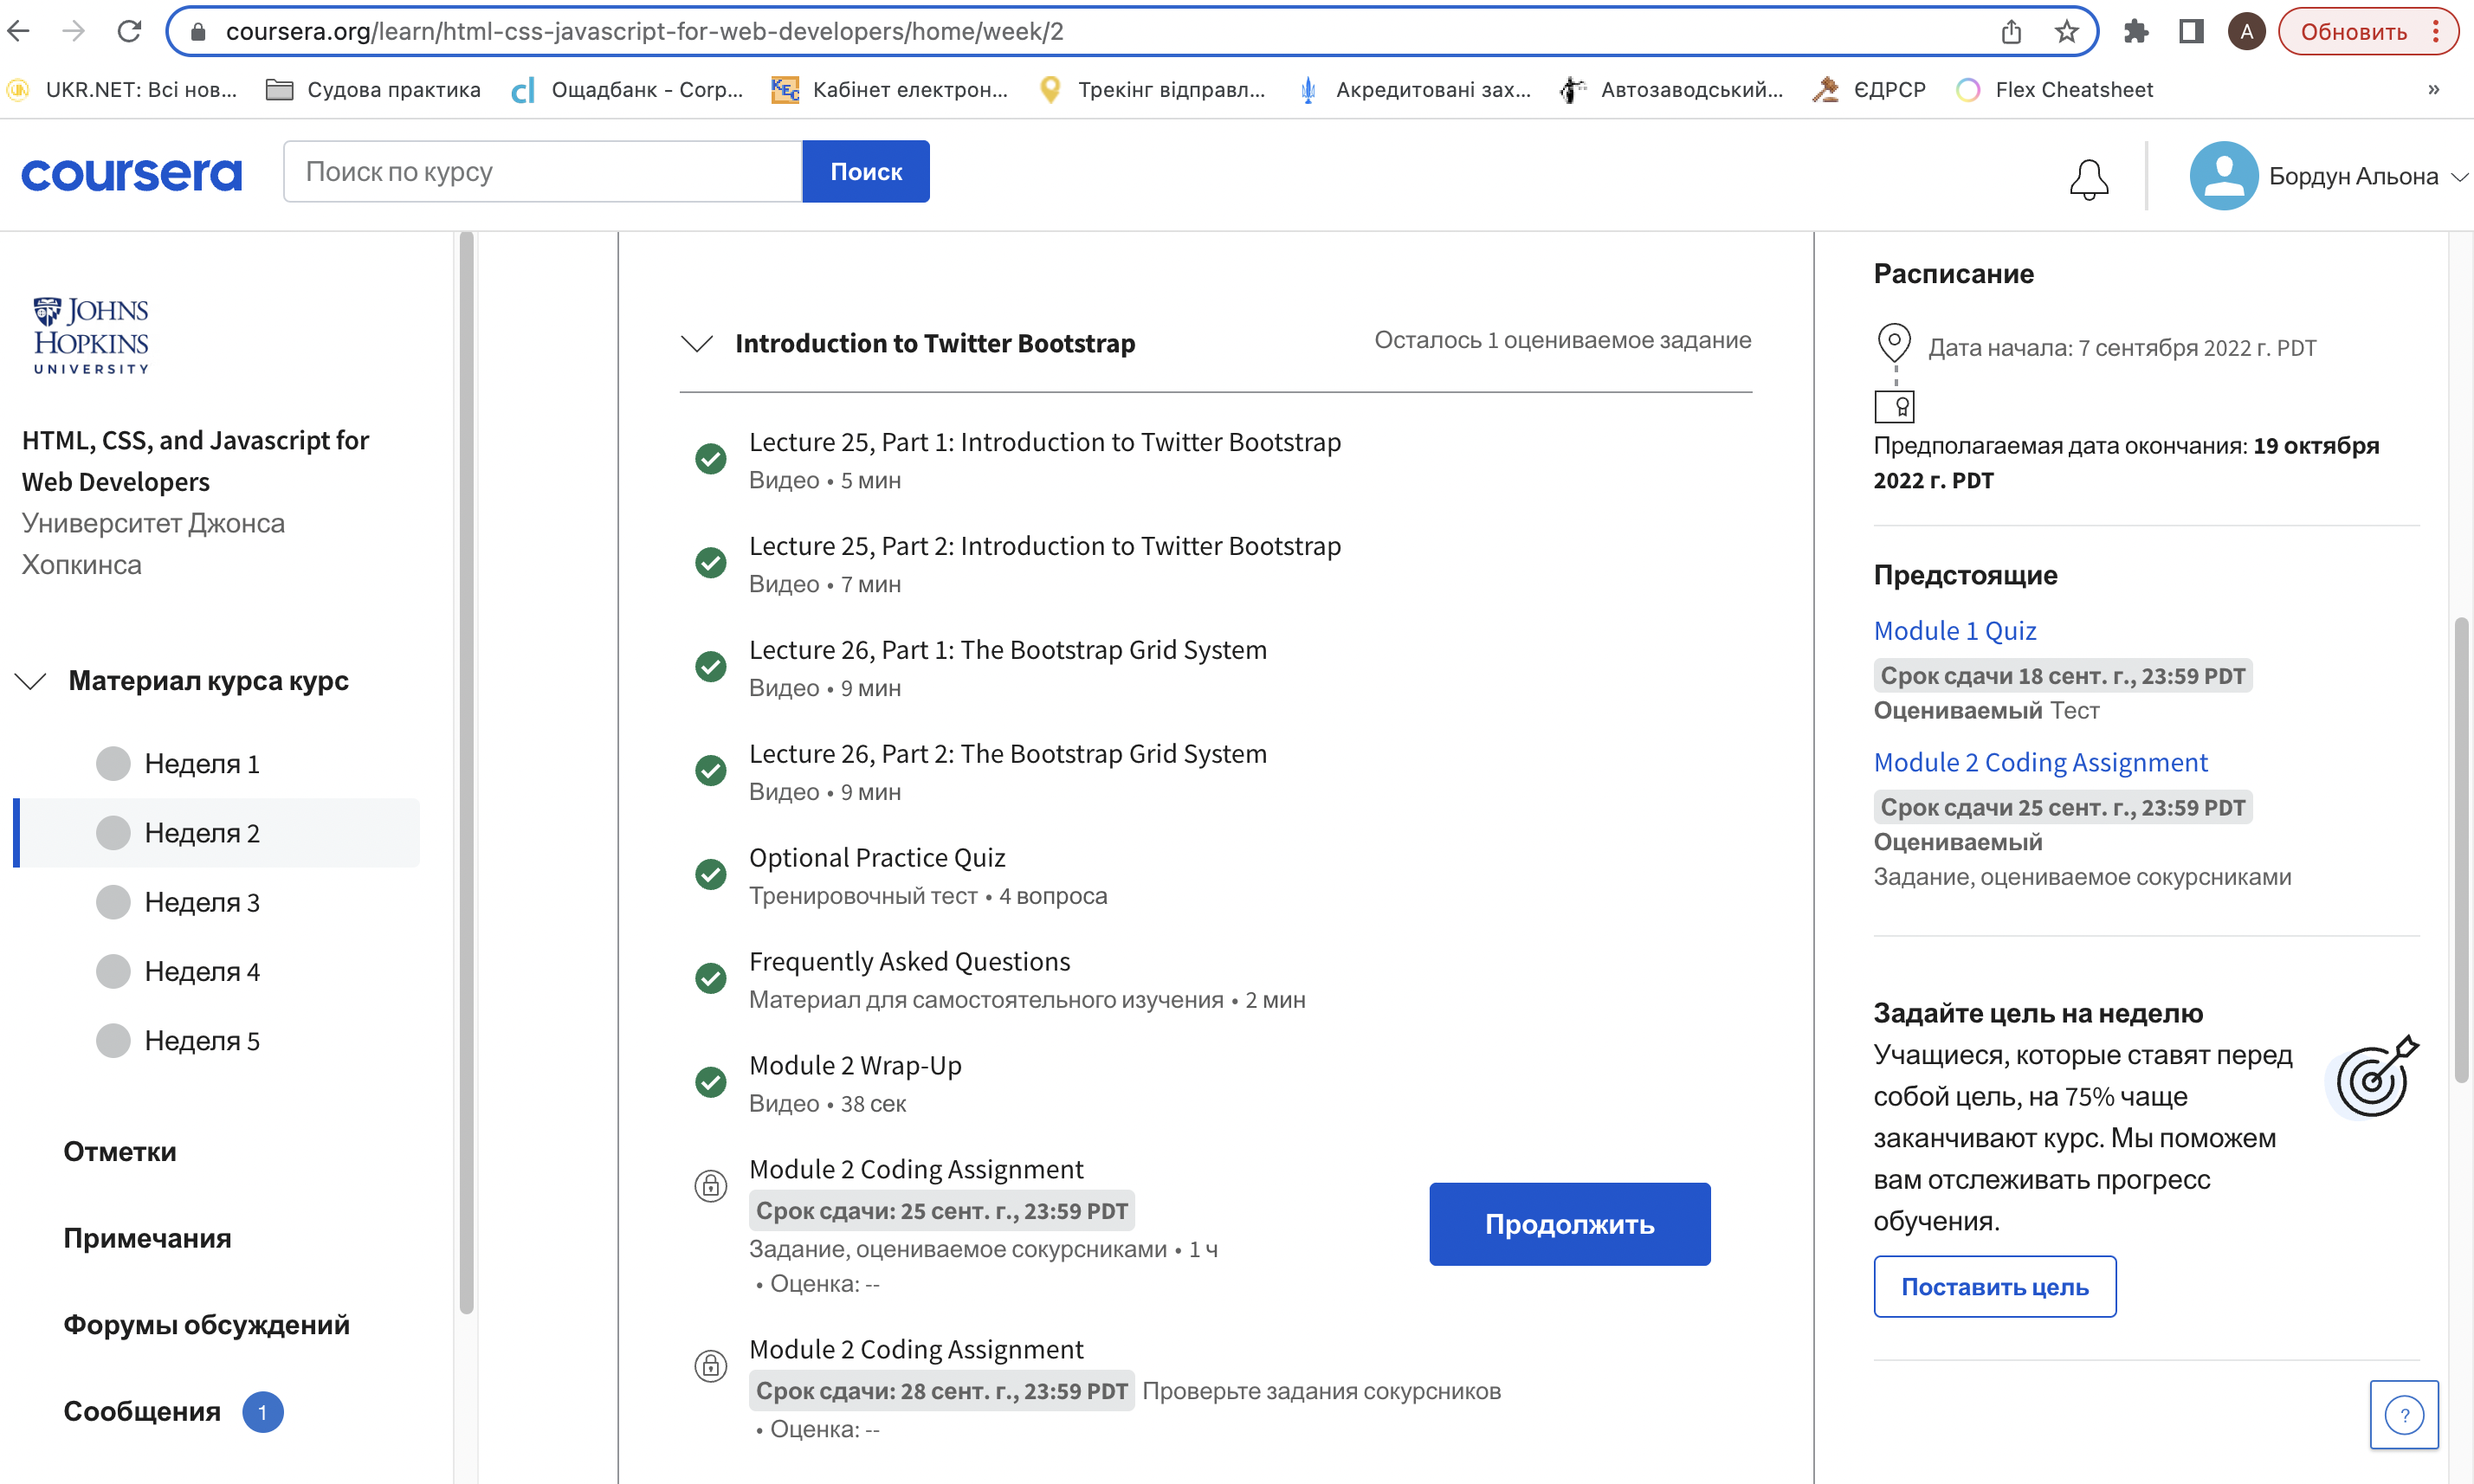 coursera.org/learn/html-css-javascript-for-web-developers/home/week/2
A
Обновить
UKR.NET: Всі нов...
Судова практика
Ощадбанк - Corp...
Кабінет електрон...
Трекінг відправл...
Акредитовані зах...
Автозаводський...
ЄДРСР
Flex Cheatsheet
»
coursera
Поиск по курсу
Поиск
Бордун Альона
JOHNS
HOPKINS
UNIVERSITY
HTML, CSS, and Javascript for
Web Developers
Университет Джонса
Хопкинса
Материал курса курс
Неделя 1
Неделя 2
Неделя 3
Неделя 4
Неделя 5
Отметки
Примечания
Форумы обсуждений
Сообщения 1
Introduction to Twitter Bootstrap
Осталось 1 оцениваемое задание
Lecture 25, Part 1: Introduction to Twitter Bootstrap
Видео • 5 мин
Lecture 25, Part 2: Introduction to Twitter Bootstrap
Видео • 7 мин
Lecture 26, Part 1: The Bootstrap Grid System
Видео • 9 мин
Lecture 26, Part 2: The Bootstrap Grid System
Видео • 9 мин
Optional Practice Quiz
Тренировочный тест • 4 вопроса
Frequently Asked Questions
Материал для самостоятельного изучения • 2 мин
Module 2 Wrap-Up
Видео • 38 сек
Module 2 Coding Assignment
Срок сдачи: 25 сент. г., 23:59 PDT
Задание, оцениваемое сокурсниками • 1 ч
• Оценка: --
Продолжить
Module 2 Coding Assignment
Срок сдачи: 28 сент. г., 23:59 PDT Проверьте задания сокурсников
• Оценка: --
Расписание
Дата начала: 7 сентября 2022 г. PDT
Предполагаемая дата окончания: 19 октября
2022 г. PDT
Предстоящие
Module 1 Quiz
Срок сдачи 18 сент. г., 23:59 PDT
Оцениваемый Тест
Module 2 Coding Assignment
Срок сдачи 25 сент. г., 23:59 PDT
Оцениваемый
Задание, оцениваемое сокурсниками
Задайте цель на неделю
Учащиеся, которые ставят перед
собой цель, на 75% чаще
заканчивают курс. Мы поможем
вам отслеживать прогресс
обучения.
Поставить цель
?